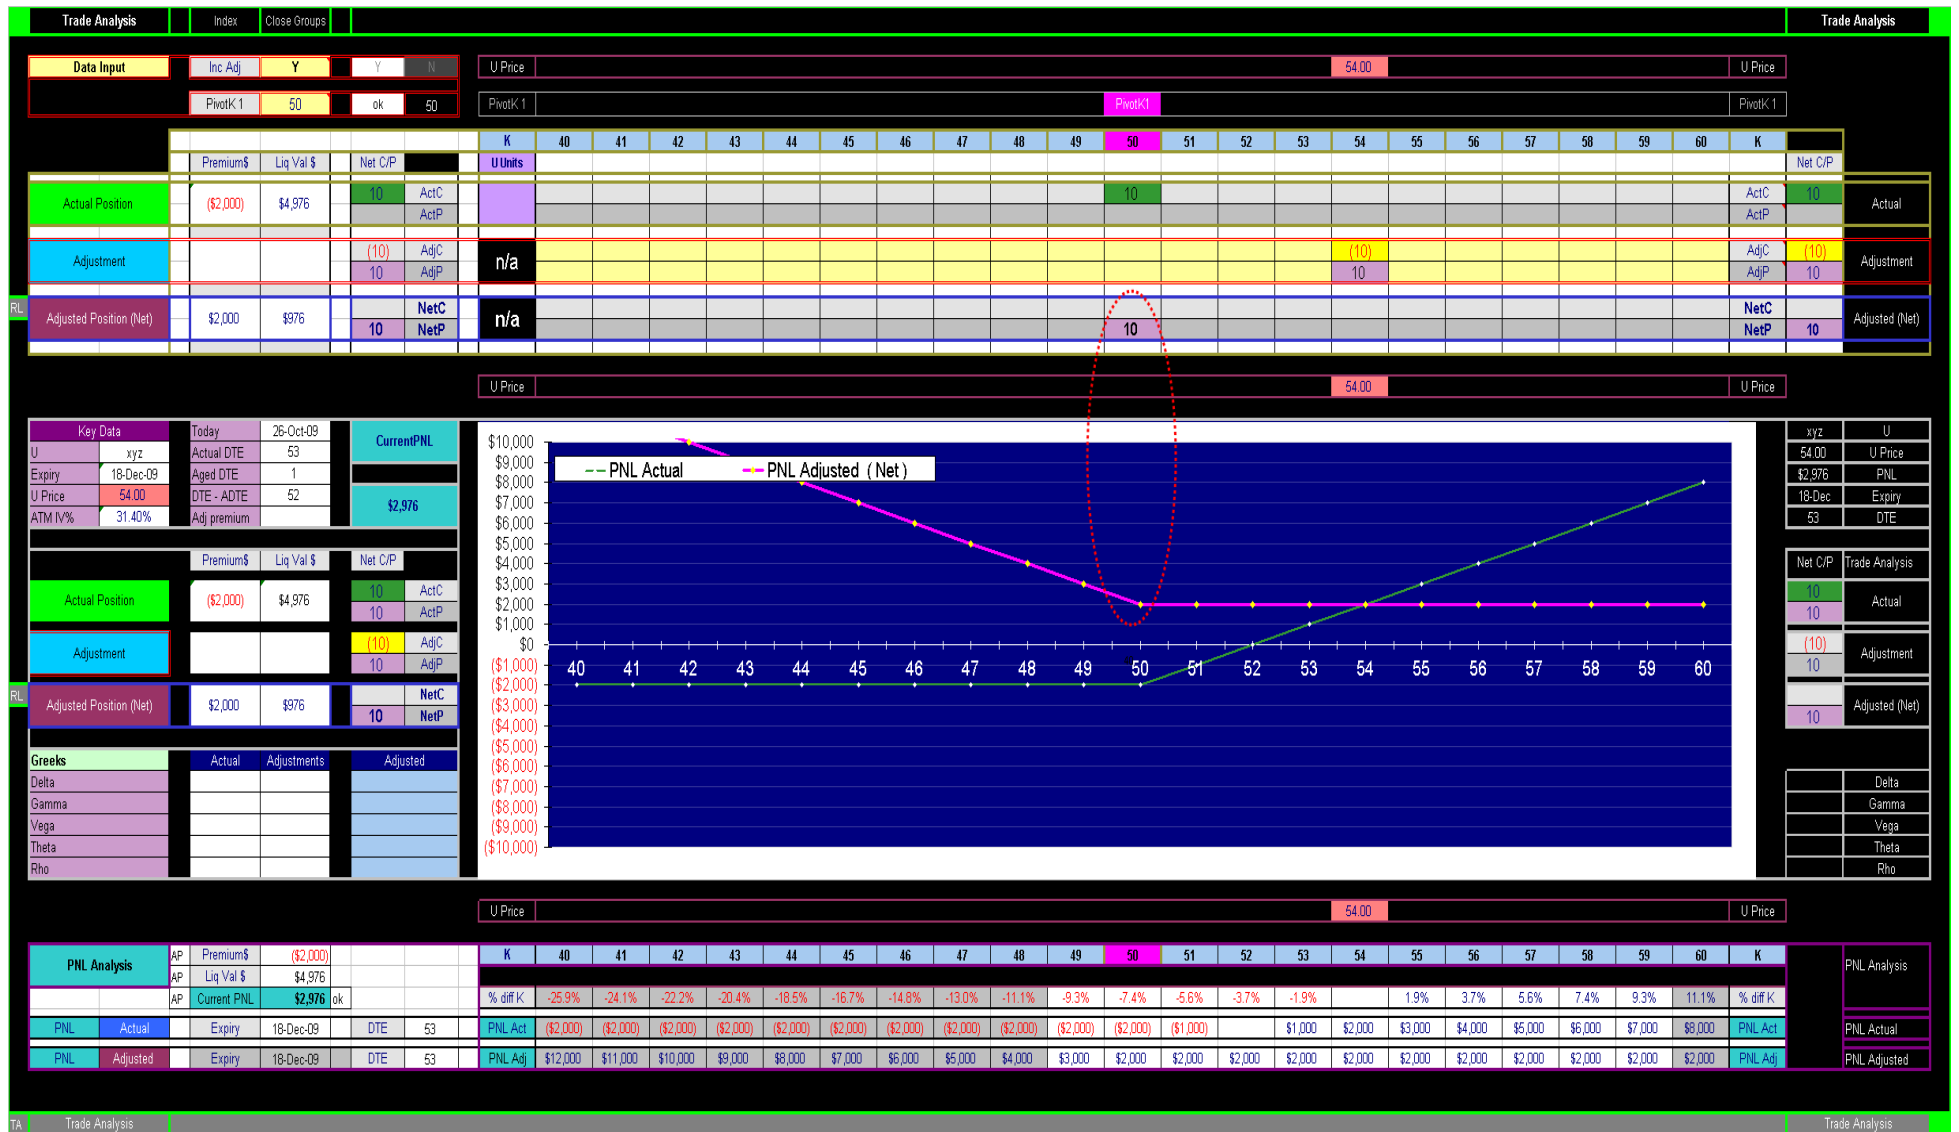 Trade Analysis Index Close Groups Trade Analysis
Data Input Inc Adj Y Y N U Price 54.00 U Price
PivotK 1 50 ok 50 PivotK 1 PivotK1 PivotK 1
K 40 41 42 43 44 45 46 47 48 49 50 51 52 53 54 55 56 57 58 59 60 K
Premium$ Liq Val $ Net C/P U Units Net C/P
Actual Position ($2,000) $4,976 10 ActC 10 ActC 10 Actual
ActP ActP
Adjustment (10) AdjC n/a (10) AdjC (10) Adjustment
10 AdjP 10 AdjP 10
RL Adjusted Position (Net) $2,000 $976 NetC n/a NetC Adjusted (Net)
10 NetP 10 NetP 10
U Price 54.00 U Price
Key Data Today 26-Oct-09 CurrentPNL xyz U
U xyz Actual DTE 53 54.00 U Price
Expiry 18-Dec-09 Aged DTE 1 $2,976 PNL
U Price 54.00 DTE - ADTE 52 $2,976 18-Dec Expiry
ATM IV% 31.40% Adj premium 53 DTE
$10,000
$9,000
$8,000
$7,000
$6,000
$5,000
$4,000
$3,000
$2,000
$1,000
$0
($1,000)
($2,000)
($3,000)
($4,000)
($5,000)
($6,000)
($7,000)
($8,000)
($9,000)
($10,000)
PNL Actual PNL Adjusted ( Net )
40 41 42 43 44 45 46 47 48 49 50 51 52 53 54 55 56 57 58 59 60
Premium$ Liq Val $ Net C/P Net C/P Trade Analysis
Actual Position ($2,000) $4,976 10 ActC 10 Actual
10 ActP 10
Adjustment (10) AdjC (10) Adjustment
10 AdjP 10
RL Adjusted Position (Net) $2,000 $976 NetC Adjusted (Net)
10 NetP 10
Greeks Actual Adjustments Adjusted
Delta Delta
Gamma Gamma
Vega Vega
Theta Theta
Rho Rho
U Price 54.00 U Price
PNL Analysis AP Premium$ ($2,000) K 40 41 42 43 44 45 46 47 48 49 50 51 52 53 54 55 56 57 58 59 60 K PNL Analysis
AP Liq Val $ $4,976
AP Current PNL $2,976 ok % diff K -25.9% -24.1% -22.2% -20.4% -18.5% -16.7% -14.8% -13.0% -11.1% -9.3% -7.4% -5.6% -3.7% -1.9% 1.9% 3.7% 5.6% 7.4% 9.3% 11.1% % diff K
PNL Actual Expiry 18-Dec-09 DTE 53 PNL Act ($2,000) ($2,000) ($2,000) ($2,000) ($2,000) ($2,000) ($2,000) ($2,000) ($2,000) ($2,000) ($2,000) ($1,000) $1,000 $2,000 $3,000 $4,000 $5,000 $6,000 $7,000 $8,000 PNL Act PNL Actual
PNL Adjusted Expiry 18-Dec-09 DTE 53 PNL Adj $12,000 $11,000 $10,000 $9,000 $8,000 $7,000 $6,000 $5,000 $4,000 $3,000 $2,000 $2,000 $2,000 $2,000 $2,000 $2,000 $2,000 $2,000 $2,000 $2,000 $2,000 PNL Adj PNL Adjusted
TA Trade Analysis Trade Analysis